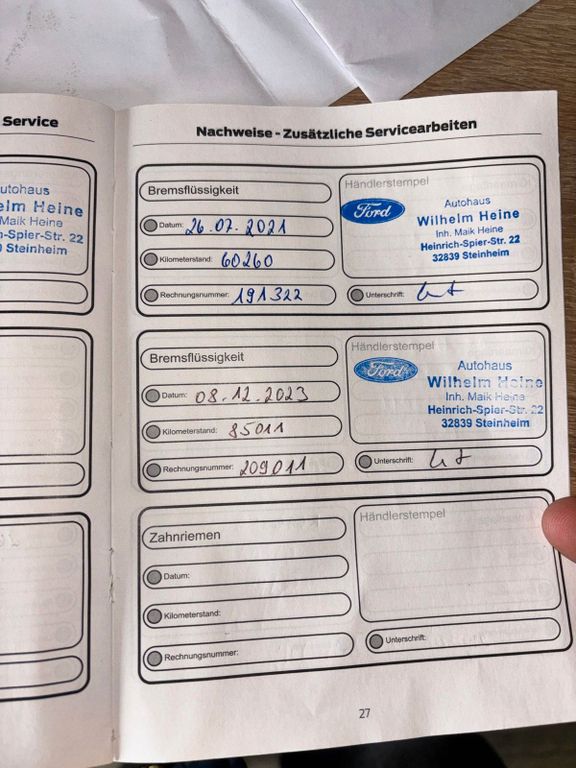 Service
utohaus
elm Heine
Maik Heine
h-Spier-Str. 22
Steinheim
Nachweise - Zusätzliche Servicearbeiten
Bremsflüssigkeit
Datum: 26.07.2021
Kilometerstand: 60260
Rechnungsnummer: 191322
Händlerstempel
Ford
Autohaus
Wilhelm Heine
Inh. Maik Heine
Heinrich-Spier-Str. 22
32839 Steinheim
Unterschrift:
Bremsflüssigkeit
Datum: 08.12.2023
Kilometerstand: 85011
Rechnungsnummer: 209011
Händlerstempel
Ford
Autohaus
Wilhelm Heine
Inh. Maik Heine
Heinrich-Spier-Str. 22
32839 Steinheim
Unterschrift:
Zahnriemen
Datum:
Kilometerstand:
Rechnungsnummer:
Händlerstempel
Unterschrift:
27